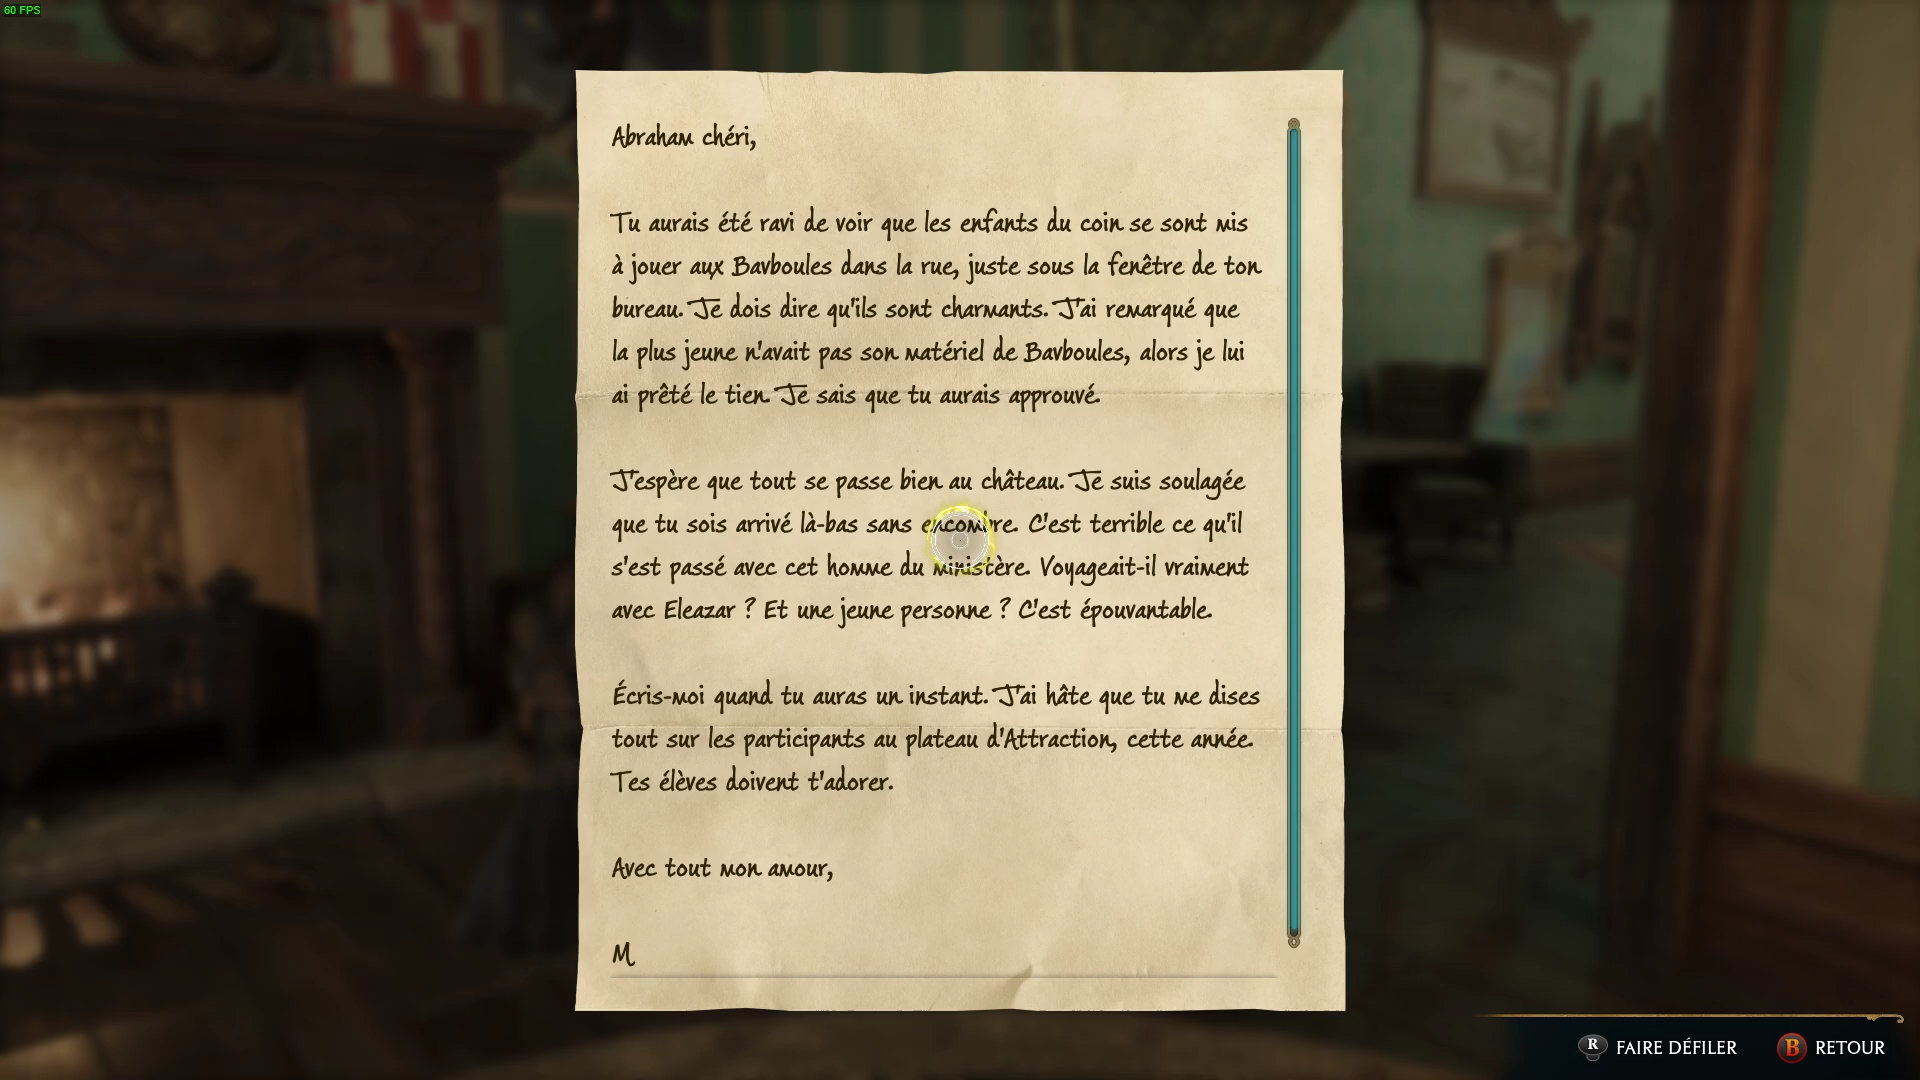 60 FPS
Abraham chéri,
Tu aurais été ravi de voir que les enfants du coin se sont mis
à jouer aux Bavboules dans la rue, juste sous la fenêtre de ton
bureau. Je dois dire qu'ils sont charmants. J'ai remarqué que
la plus jeune n'avait pas son matériel de Bavboules, alors je lui
ai prêté le tien. Je sais que tu aurais approuvé.
J'espère que tout se passe bien au château. Je suis soulagée
que tu sois arrivé là-bas sans encombre. C'est terrible ce qu'il
s'est passé avec cet homme du ministère. Voyageait-il vraiment
avec Eleazar ? Et une jeune personne ? C'est épouvantable.
Écris-moi quand tu auras un instant. J'ai hâte que tu me dises
tout sur les participants au plateau d'Attraction, cette année.
Tes élèves doivent t'adorer.
Avec tout mon amour,
M
R FAIRE DÉFILER B RETOUR